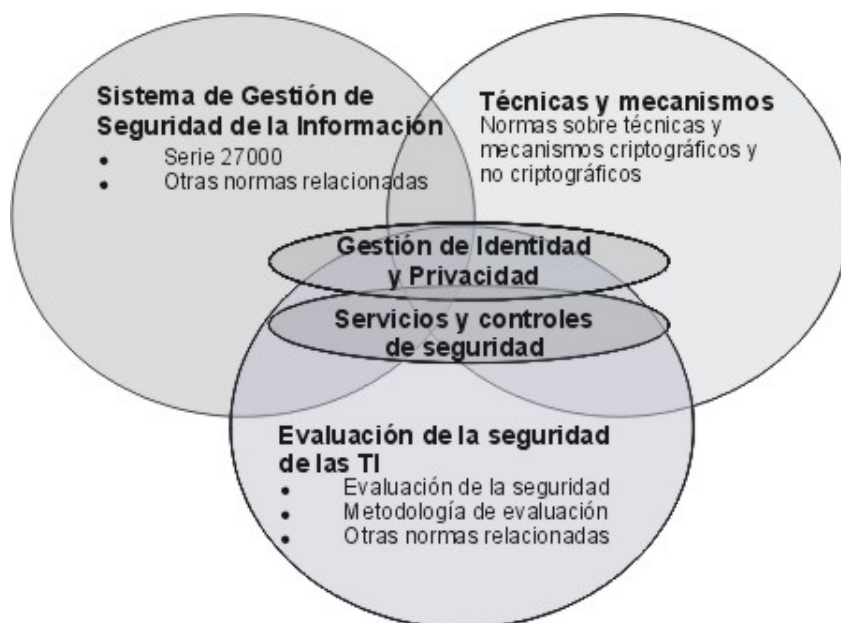 Sistema de Gestión de
Seguridad de la Información
• Serie 27000
• Otras normas relacionadas
Técnicas y mecanismos
Normas sobre técnicas y
mecanismos criptográficos y
no criptográficos
Gestión de Identidad
y Privacidad
Servicios y controles
de seguridad
Evaluación de la seguridad
de las TI
• Evaluación de la seguridad
• Metodología de evaluación
• Otras normas relacionadas